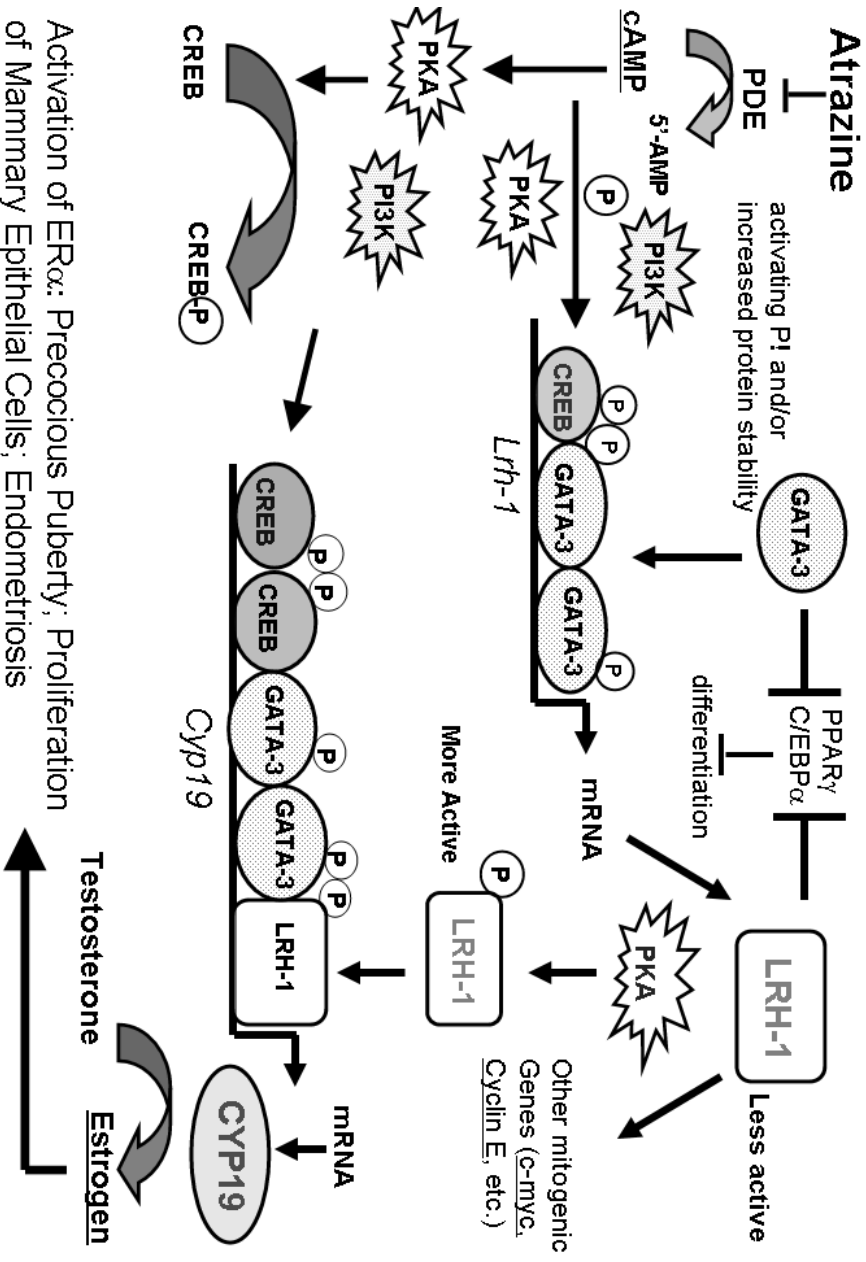 Atrazine
PDE
cAMP
5'-AMP
PKA
CREB
CREB-P
PI3K
P
PKA
PI3K
activating P! and/or
increased protein stability
GATA-3
PPARγ
C/EBPα
differentiation
LRH-1
Less active
CREB
GATA-3
GATA-3
P
P
P
Lrh-1
mRNA
PKA
P
LRH-1
More Active
Other mitogenic
Genes (c-myc,
Cyclin E, etc.)
CREB
CREB
GATA-3
GATA-3
LRH-1
P
P
P
P
P
Cyp19
mRNA
CYP19
Testosterone
Estrogen
Activation of ERα: Precocious Puberty; Proliferation
of Mammary Epithelial Cells; Endometriosis